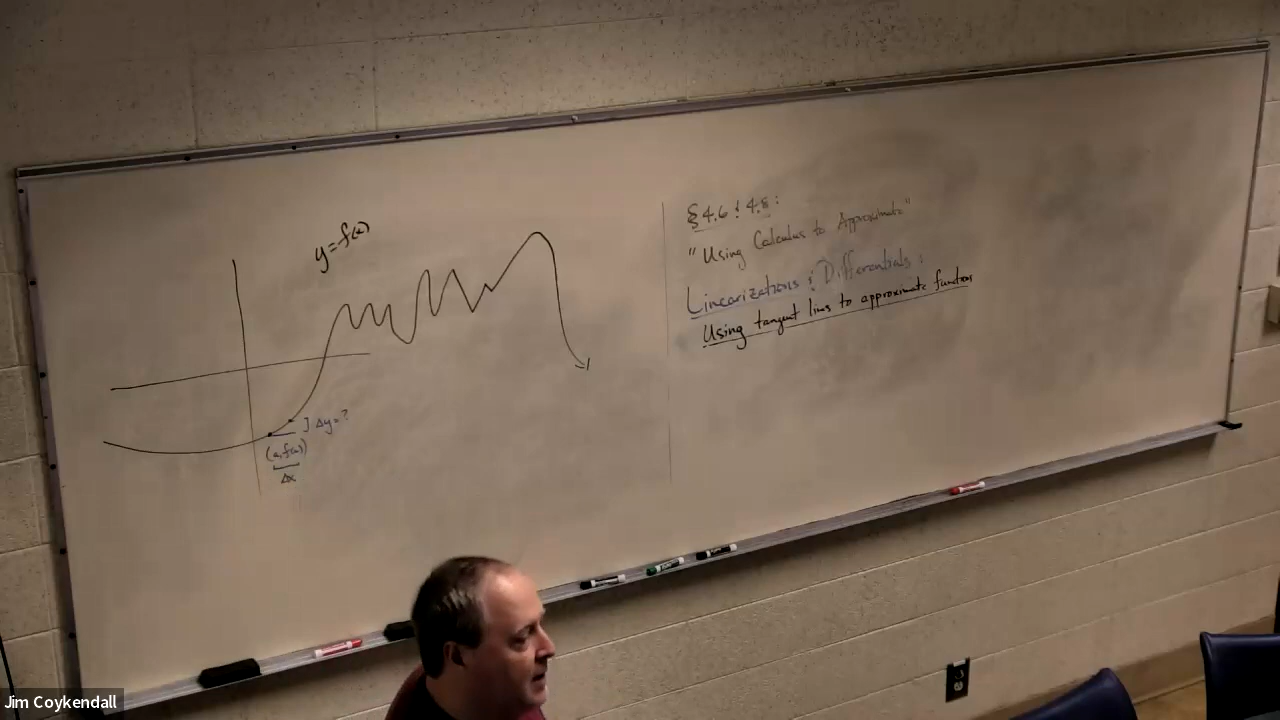 y=f(x)
] Δy=?
(a,f(a))
Δx
§4.6 & 4.8:
"Using Calculus to Approximate"
Linearizations & Differentials:
Using tangent lines to approximate functions
Jim Coykendall